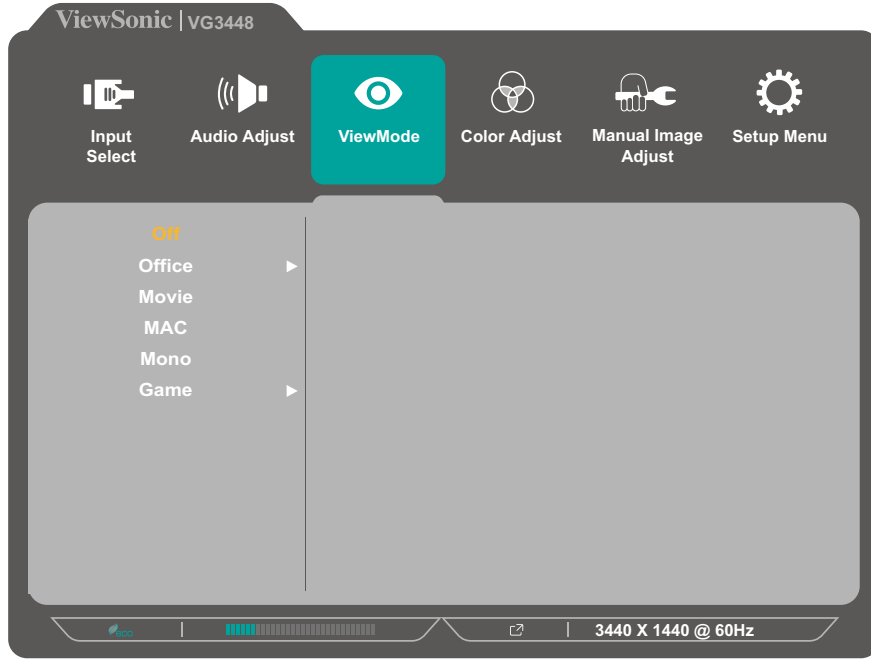 ViewSonic | VG3448
Input
Select
Audio Adjust
ViewMode
Color Adjust
Manual Image
Adjust
Setup Menu
Off
Office
Movie
MAC
Mono
Game
eco
3440 X 1440 @ 60Hz